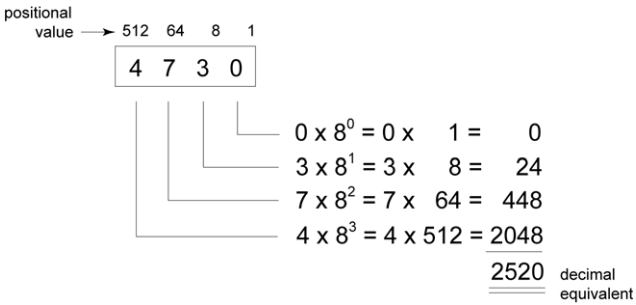 positional
value 512 64 8 1
4 7 3 0
0 x 8⁰ = 0 x 1 = 0
3 x 8¹ = 3 x 8 = 24
7 x 8² = 7 x 64 = 448
4 x 8³ = 4 x 512 = 2048
2520 decimal
equivalent